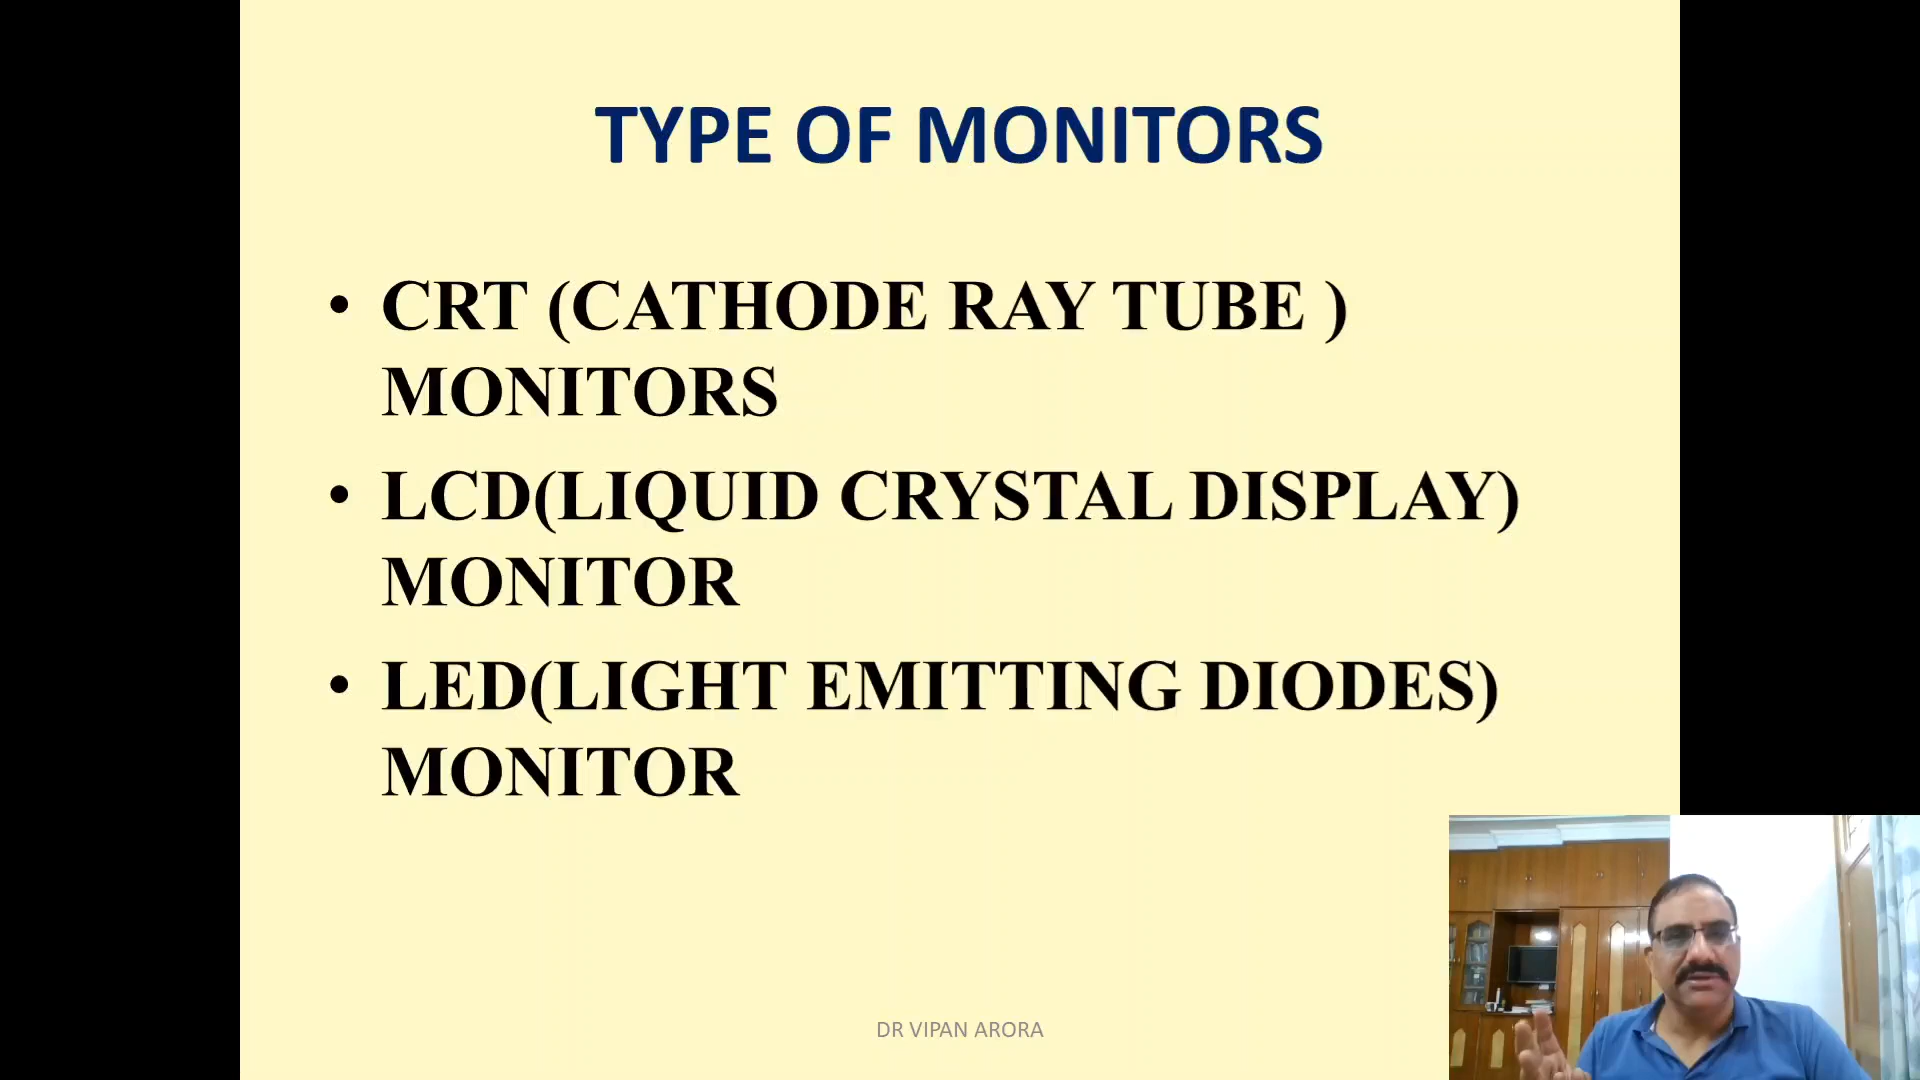 TYPE OF MONITORS
• CRT (CATHODE RAY TUBE )
MONITORS
• LCD(LIQUID CRYSTAL DISPLAY)
MONITOR
• LED(LIGHT EMITTING DIODES)
MONITOR
DR VIPAN ARORA